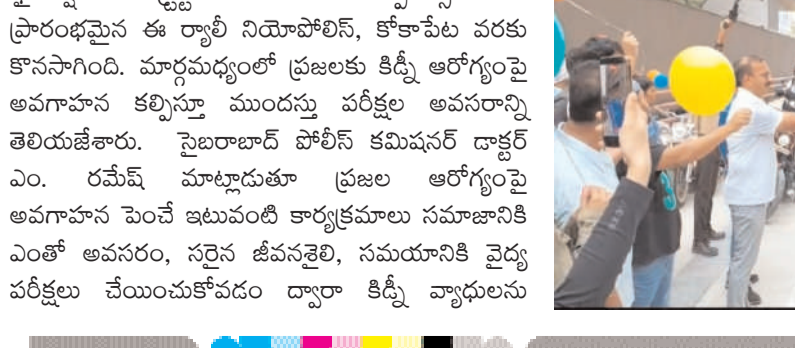 ప్రారంభమైన ఈ ర్యాలీ నియోపోలిస్, కోకాపేట వరకు
కొనసాగింది. మార్గమధ్యంలో ప్రజలకు కిడ్నీ ఆరోగ్యంపై
అవగాహన కల్పిస్తూ ముందస్తు పరీక్షల అవసరాన్ని
తెలియజేశారు. సైబరాబాద్ పోలీస్ కమిషనర్ డాక్టర్
ఎం. రమేష్ మాట్లాడుతూ ప్రజల ఆరోగ్యంపై
అవగాహన పెంచే ఇటువంటి కార్యక్రమాలు సమాజానికి
ఎంతో అవసరం, సరైన జీవనశైలి, సమయానికి వైద్య
పరీక్షలు చేయించుకోవడం ద్వారా కిడ్నీ వ్యాధులను